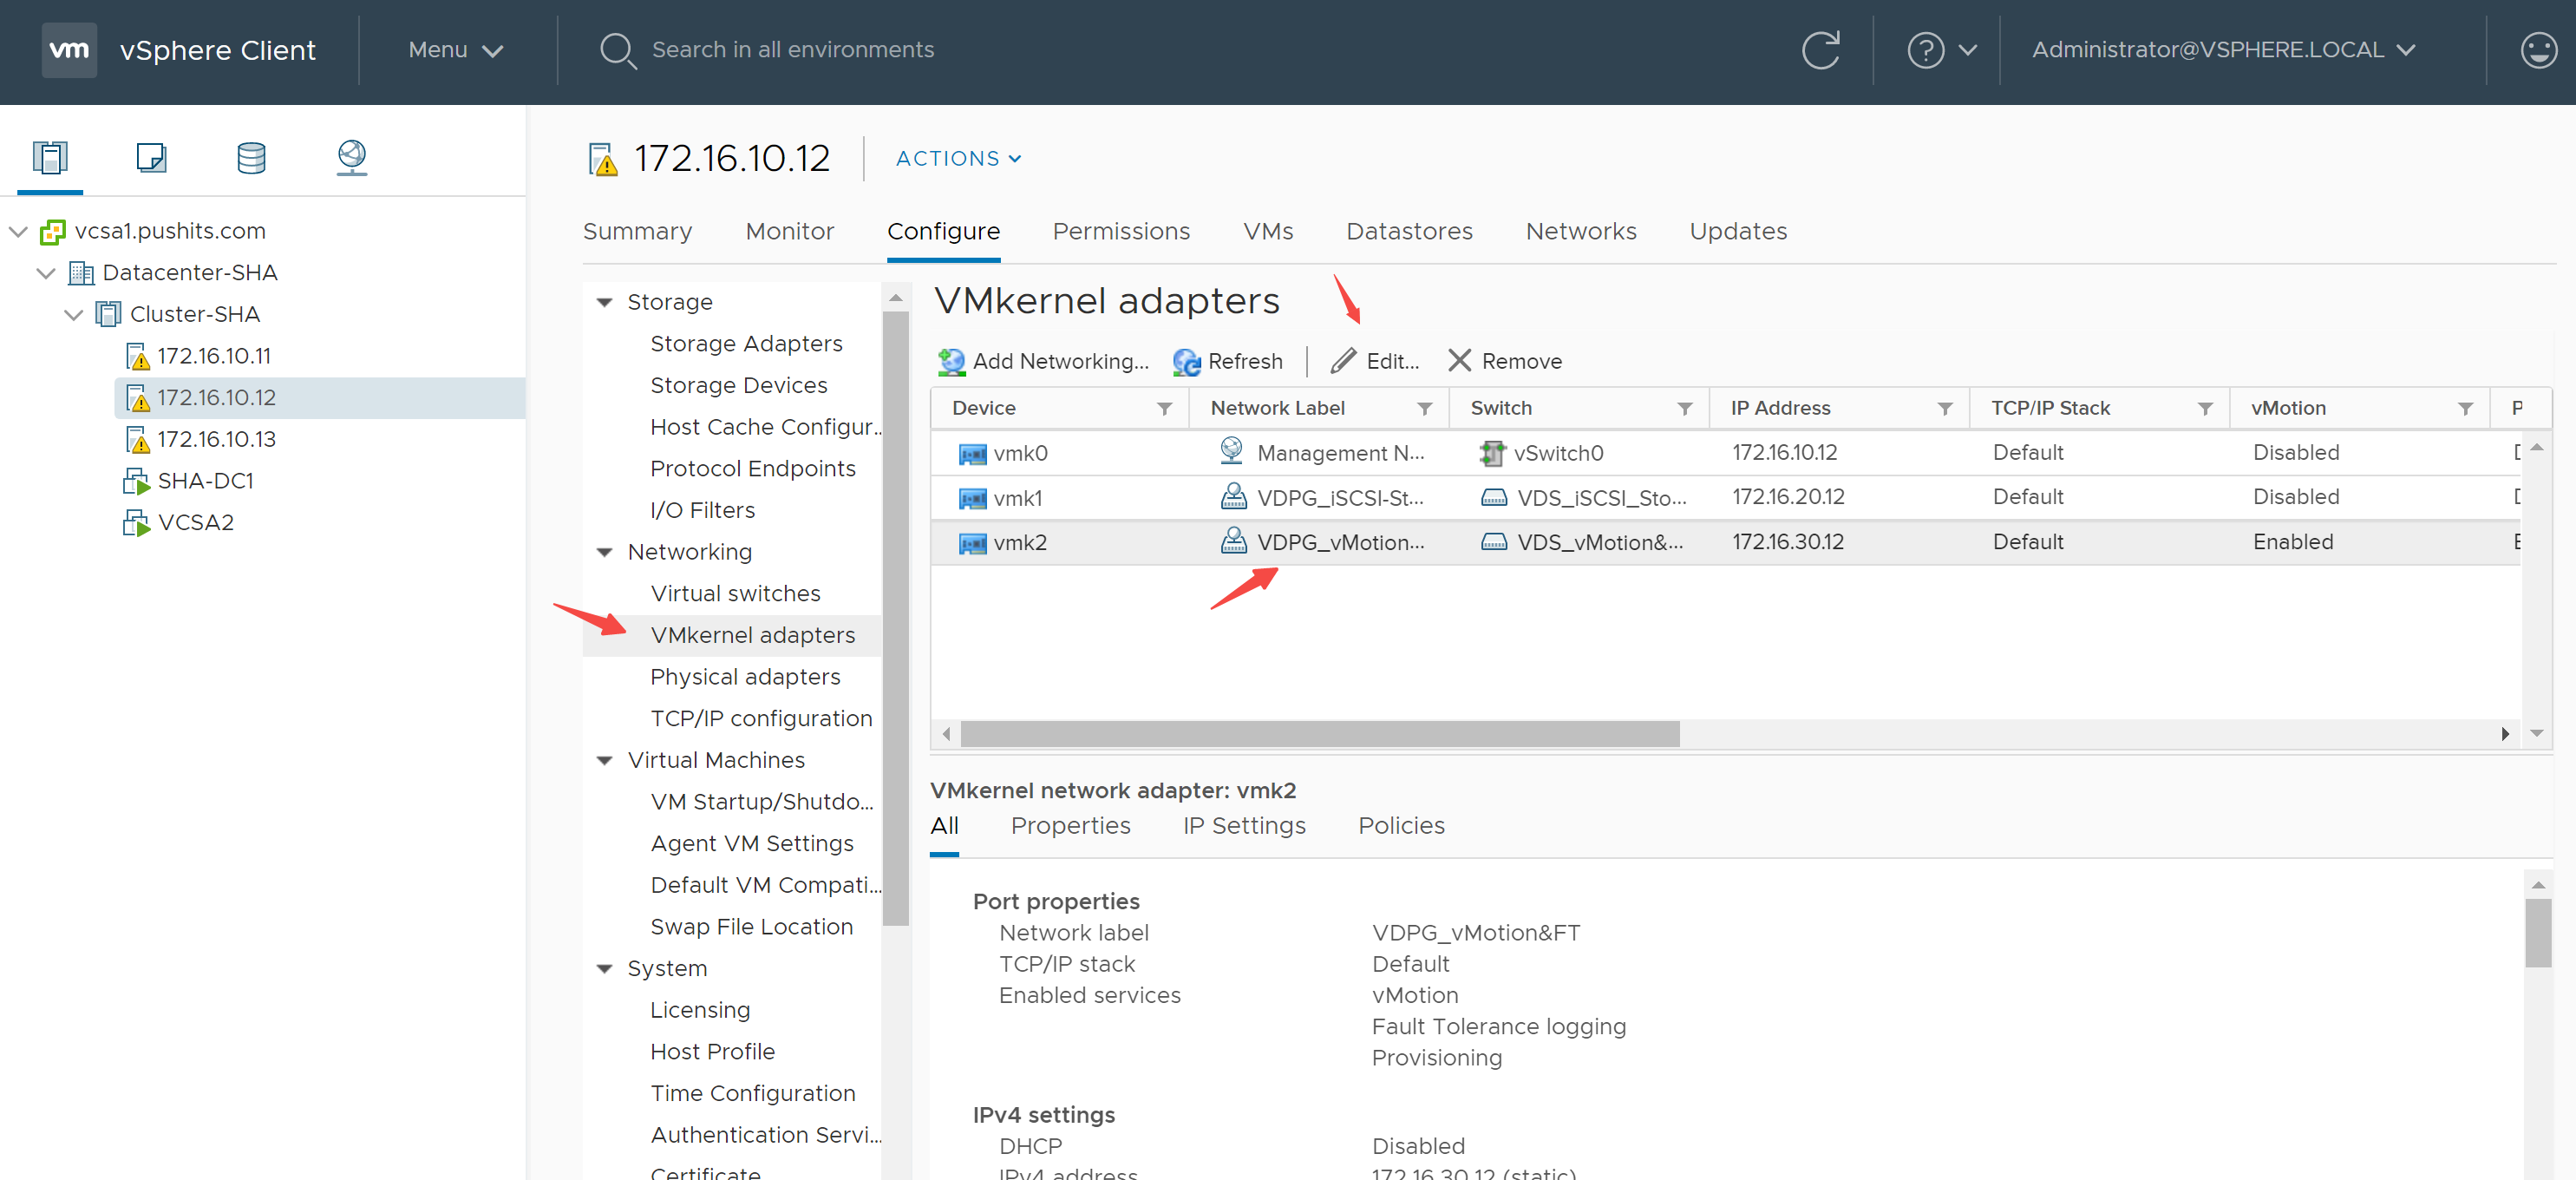 vm vSphere Client Menu Search in all environments Administrator@VSPHERE.LOCAL
vcsa1.pushits.com
Datacenter-SHA
Cluster-SHA
172.16.10.11
172.16.10.12
172.16.10.13
SHA-DC1
VCSA2
172.16.10.12 ACTIONS
Summary Monitor Configure Permissions VMs Datastores Networks Updates
Storage
Storage Adapters
Storage Devices
Host Cache Configur...
Protocol Endpoints
I/O Filters
Networking
Virtual switches
VMkernel adapters
Physical adapters
TCP/IP configuration
Virtual Machines
VM Startup/Shutdo...
Agent VM Settings
Default VM Compati...
Swap File Location
System
Licensing
Host Profile
Time Configuration
Authentication Servi...
Certificate
VMkernel adapters
Add Networking... Refresh Edit... Remove
Device Network Label Switch IP Address TCP/IP Stack vMotion
vmk0 Management N... vSwitch0 172.16.10.12 Default Disabled
vmk1 VDPG_iSCSI-St... VDS_iSCSI_Sto... 172.16.20.12 Default Disabled
vmk2 VDPG_vMotion... VDS_vMotion&... 172.16.30.12 Default Enabled
VMkernel network adapter: vmk2
All Properties IP Settings Policies
Port properties
Network label VDPG_vMotion&FT
TCP/IP stack Default
Enabled services vMotion
Fault Tolerance logging
Provisioning
IPv4 settings
DHCP Disabled
IPv4 address 172.16.30.12 (static)